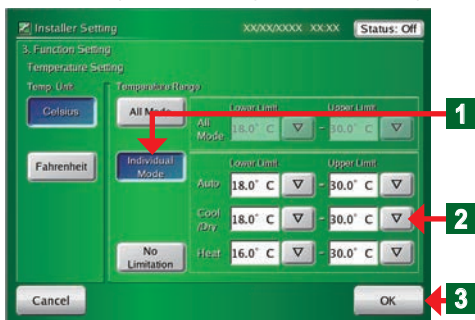 Installer Setting XX/XX/XXXX XX:XX Status: Off
3. Function Setting
Temperature Setting
Temp. Unit Temperature Range
Celsius All Mode Lower Limit Upper Limit
All Mode 18.0° C ▽ - 30.0° C ▽
1
Fahrenheit Individual Mode Lower Limit Upper Limit
Auto 18.0° C ▽ - 30.0° C ▽
Cool /Dry 18.0° C ▽ - 30.0° C ▽ 2
No Limitation Heat 16.0° C ▽ - 30.0° C ▽
Cancel OK 3